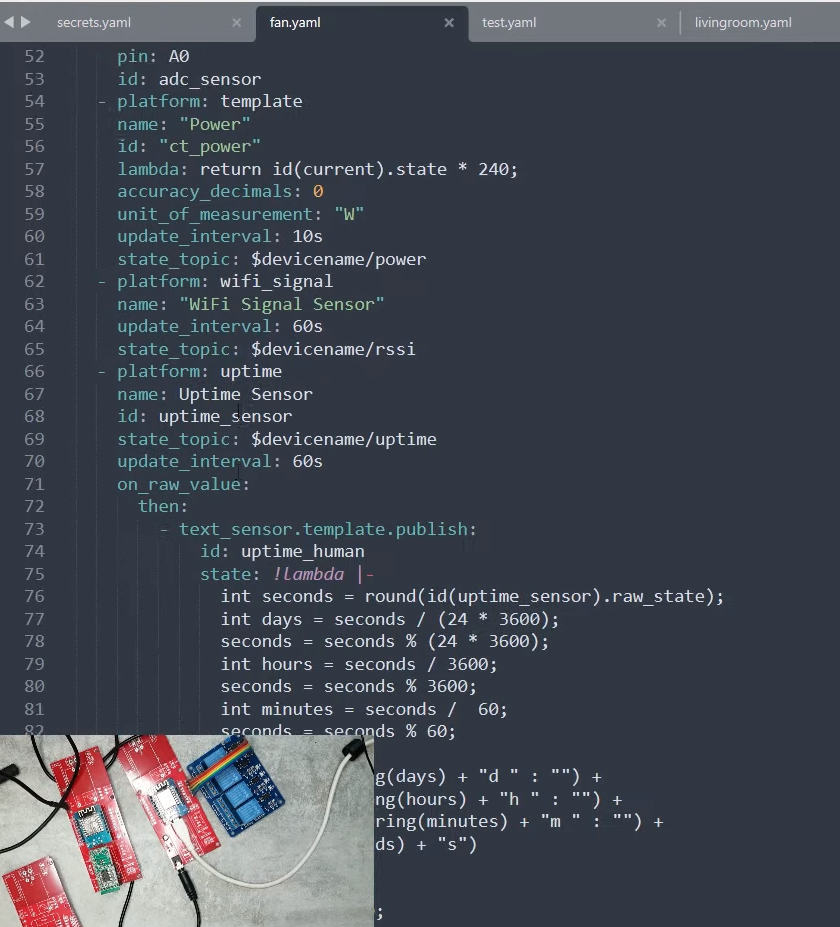 secrets.yaml × fan.yaml × test.yaml × livingroom.yaml
52 pin: A0
53 id: adc_sensor
54 - platform: template
55 name: "Power"
56 id: "ct_power"
57 lambda: return id(current).state * 240;
58 accuracy_decimals: 0
59 unit_of_measurement: "W"
60 update_interval: 10s
61 state_topic: $devicename/power
62 - platform: wifi_signal
63 name: "WiFi Signal Sensor"
64 update_interval: 60s
65 state_topic: $devicename/rssi
66 - platform: uptime
67 name: Uptime Sensor
68 id: uptime_sensor
69 state_topic: $devicename/uptime
70 update_interval: 60s
71 on_raw_value:
72 then:
73 - text_sensor.template.publish:
74 id: uptime_human
75 state: !lambda |-
76 int seconds = round(id(uptime_sensor).raw_state);
77 int days = seconds / (24 * 3600);
78 seconds = seconds % (24 * 3600);
79 int hours = seconds / 3600;
80 seconds = seconds % 3600;
81 int minutes = seconds / 60;
82 seconds = seconds % 60;
g(days) + "d " : "") +
ng(hours) + "h " : "") +
ring(minutes) + "m " : "") +
ds) + "s")
;